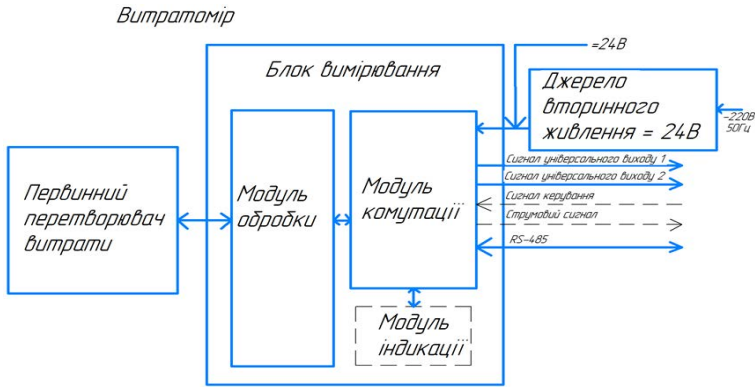 Витратомір
=24В
Блок вимірювання
Джерело
вторинного
живлення = 24В
~220В
50Гц
Первинний
перетворювач
витрати
Модуль
обробки
Модуль
комутації
Сигнал універсального виходу 1
Сигнал універсального виходу 2
Сигнал керування
Струмовий сигнал
RS-485
Модуль
індикації